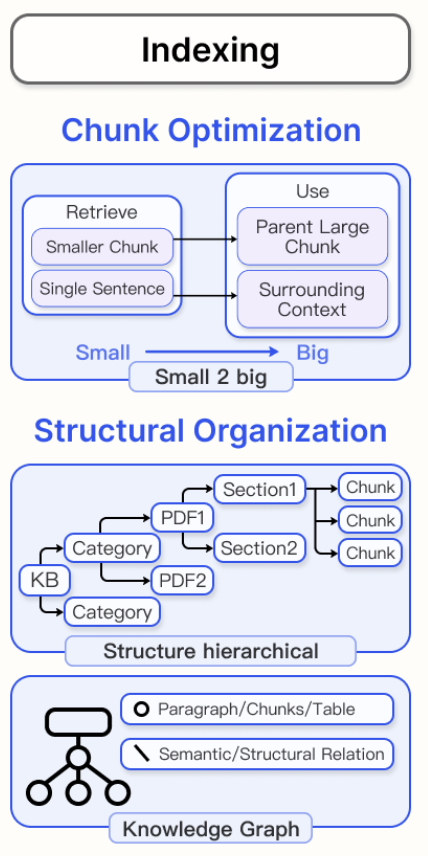 Indexing
Chunk Optimization
Retrieve
Smaller Chunk
Single Sentence
Use
Parent Large
Chunk
Surrounding
Context
Small
Big
Small 2 big
Structural Organization
KB
Category
Category
PDF1
PDF2
Section1
Section2
Chunk
Chunk
Chunk
Structure hierarchical
Paragraph/Chunks/Table
Semantic/Structural Relation
Knowledge Graph